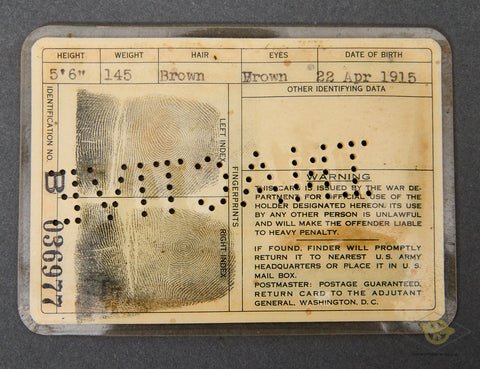 HEIGHT WEIGHT HAIR EYES DATE OF BIRTH
5'6" 145 Brown Brown 22 Apr 1915
OTHER IDENTIFYING DATA
IDENTIFICATION NO.
B 036977
LEFT INDEX
FINGERPRINTS
RIGHT INDEX
WARNING
THIS CARD IS ISSUED BY THE WAR DE-
PARTMENT FOR OFFICIAL USE OF THE
HOLDER DESIGNATED HEREON. ITS USE
BY ANY OTHER PERSON IS UNLAWFUL
AND WILL MAKE THE OFFENDER LIABLE
TO HEAVY PENALTY.
IF FOUND, FINDER WILL PROMPTLY
RETURN IT TO NEAREST U.S. ARMY
HEADQUARTERS OR PLACE IT IN U.S.
MAIL BOX.
POSTMASTER: POSTAGE GUARANTEED,
RETURN CARD TO THE ADJUTANT
GENERAL, WASHINGTON, D. C.